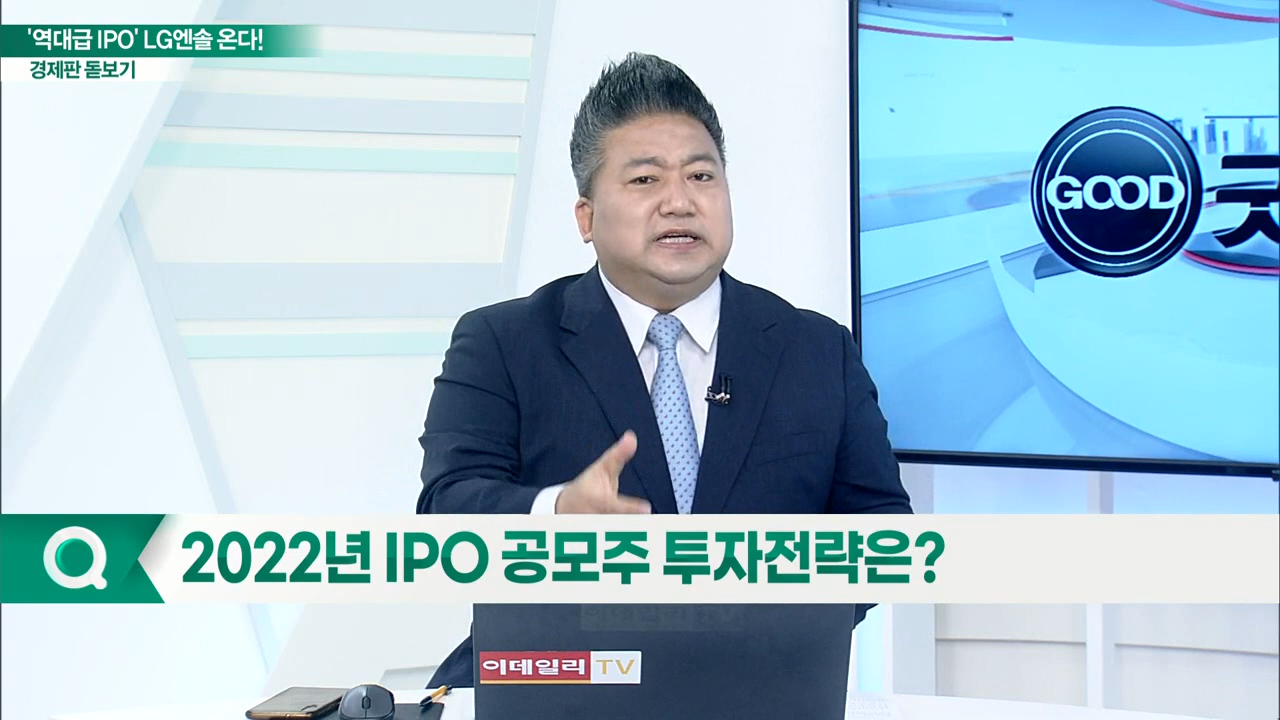 '역대급 IPO' LG엔솔 온다!
경제판 돋보기
GOOD 굿
Q 2022년 IPO 공모주 투자전략은?
이데일리 TV